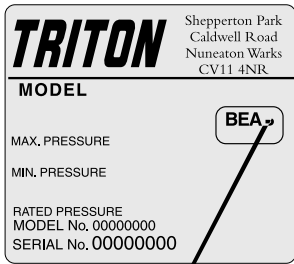 TRITON
Shepperton Park
Caldwell Road
Nuneaton Warks
CV11 4NR
MODEL
BEA
MAX. PRESSURE
MIN. PRESSURE
RATED PRESSURE
MODEL No. 00000000
SERIAL No. 00000000